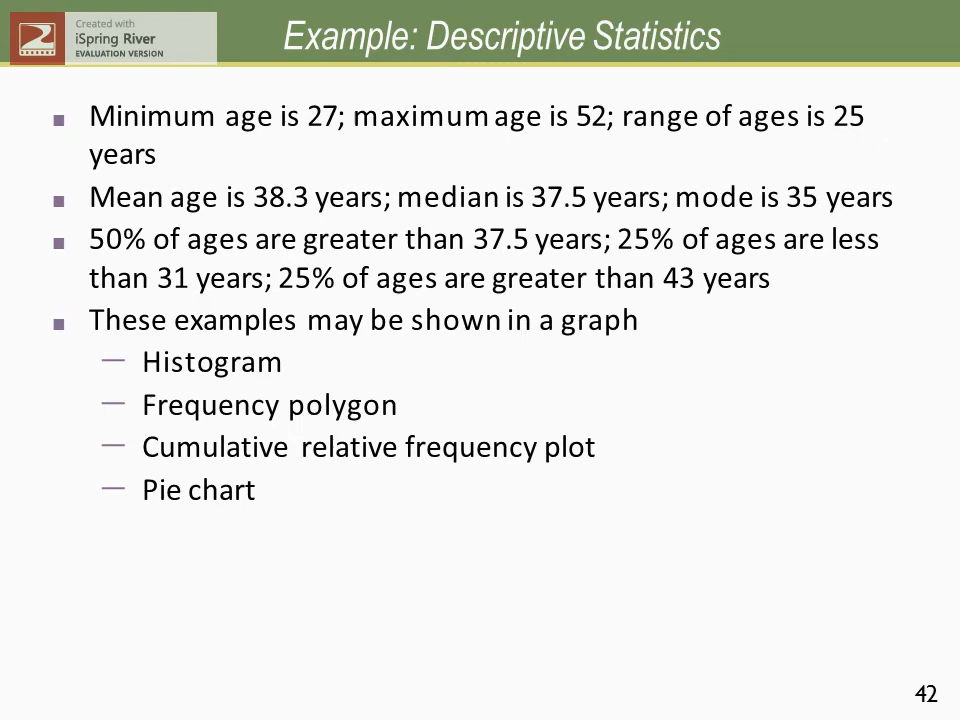 Created with
iSpring River
EVALUATION VERSION
Example: Descriptive Statistics
Minimum age is 27; maximum age is 52; range of ages is 25
years
Mean age is 38.3 years; median is 37.5 years; mode is 35 years
50% of ages are greater than 37.5 years; 25% of ages are less
than 31 years; 25% of ages are greater than 43 years
These examples may be shown in a graph
— Histogram
— Frequency polygon
— Cumulative relative frequency plot
— Pie chart
42